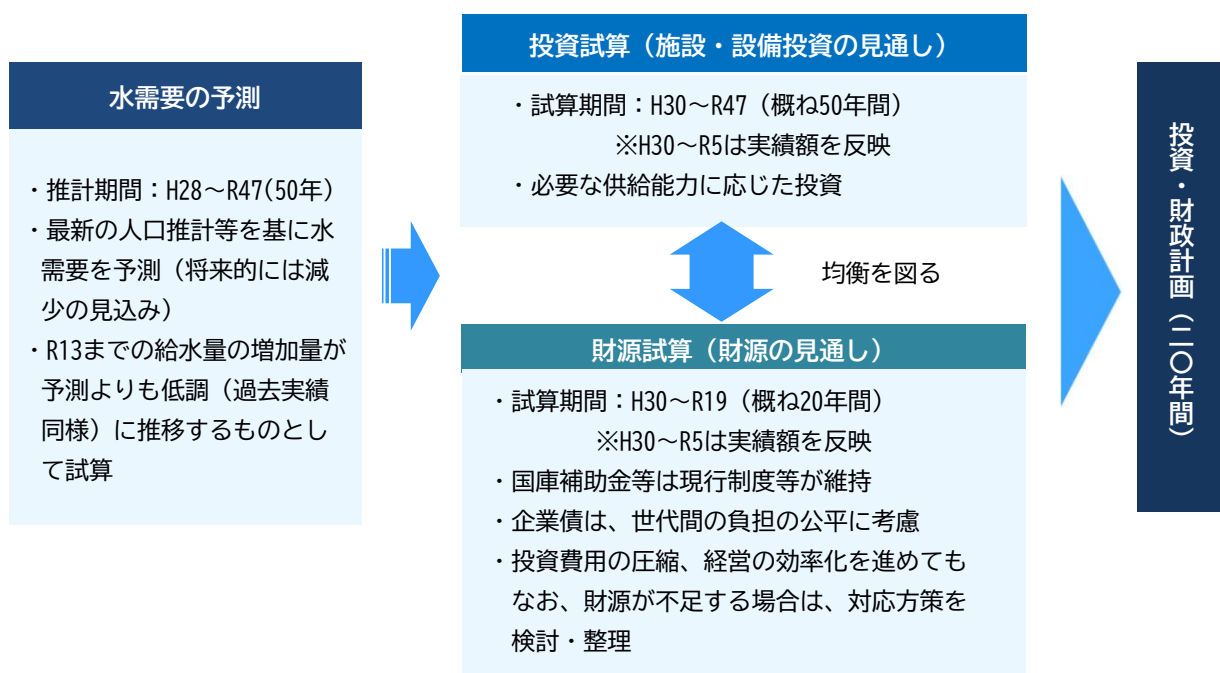 水需要の予測
・推計期間：H28～R47(50年)
・最新の人口推計等を基に水
需要を予測（将来的には減
少の見込み）
・R13までの給水量の増加量が
予測よりも低調（過去実績
同様）に推移するものとし
て試算
投資試算（施設・設備投資の見通し）
・試算期間：H30～R47（概ね50年間）
※H30～R5は実績額を反映
・必要な供給能力に応じた投資
均衡を図る
財源試算（財源の見通し）
・試算期間：H30～R19（概ね20年間）
※H30～R5は実績額を反映
・国庫補助金等は現行制度等が維持
・企業債は、世代間の負担の公平に考慮
・投資費用の圧縮、経営の効率化を進めても
なお、財源が不足する場合は、対応方策を
検討・整理
投資・財政計画（二〇年間）